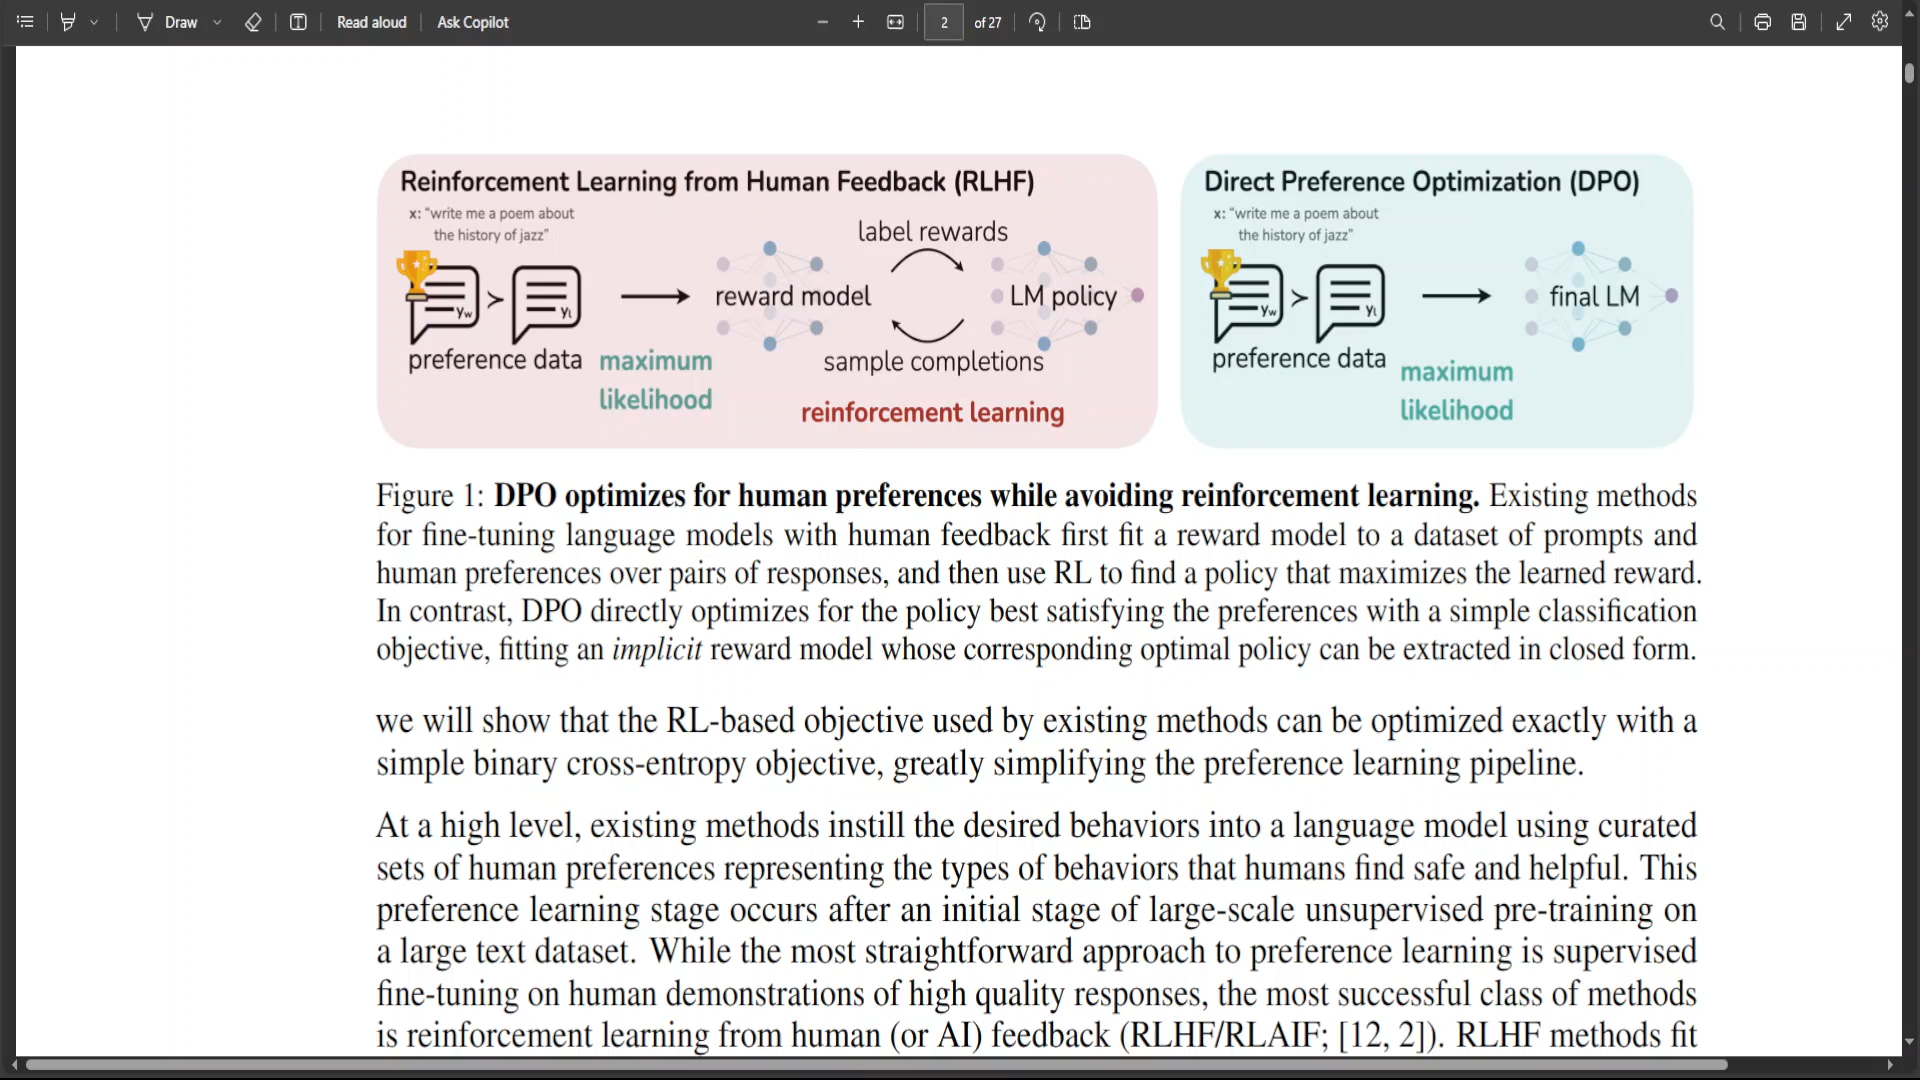 Draw
Read aloud
Ask Copilot
2
of 27
Reinforcement Learning from Human Feedback (RLHF)
x: “write me a poem about
the history of jazz”
label rewards
yw
>
yl
reward model
LM policy
preference data
maximum
likelihood
sample completions
reinforcement learning
Direct Preference Optimization (DPO)
x: “write me a poem about
the history of jazz”
yw
>
yl
final LM
preference data
maximum
likelihood
Figure 1: DPO optimizes for human preferences while avoiding reinforcement learning. Existing methods
for fine-tuning language models with human feedback first fit a reward model to a dataset of prompts and
human preferences over pairs of responses, and then use RL to find a policy that maximizes the learned reward.
In contrast, DPO directly optimizes for the policy best satisfying the preferences with a simple classification
objective, fitting an implicit reward model whose corresponding optimal policy can be extracted in closed form.
we will show that the RL-based objective used by existing methods can be optimized exactly with a
simple binary cross-entropy objective, greatly simplifying the preference learning pipeline.
At a high level, existing methods instill the desired behaviors into a language model using curated
sets of human preferences representing the types of behaviors that humans find safe and helpful. This
preference learning stage occurs after an initial stage of large-scale unsupervised pre-training on
a large text dataset. While the most straightforward approach to preference learning is supervised
fine-tuning on human demonstrations of high quality responses, the most successful class of methods
is reinforcement learning from human (or AI) feedback (RLHF/RLAIF; [12, 2]). RLHF methods fit